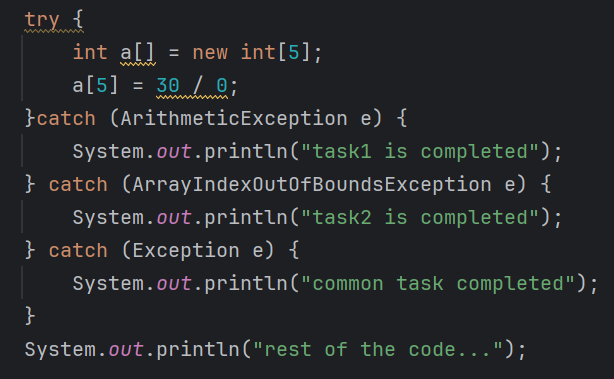 try {
    int a[] = new int[5];
    a[5] = 30 / 0;
}catch (ArithmeticException e) {
    System.out.println("task1 is completed");
} catch (ArrayIndexOutOfBoundsException e) {
    System.out.println("task2 is completed");
} catch (Exception e) {
    System.out.println("common task completed");
}
System.out.println("rest of the code...");